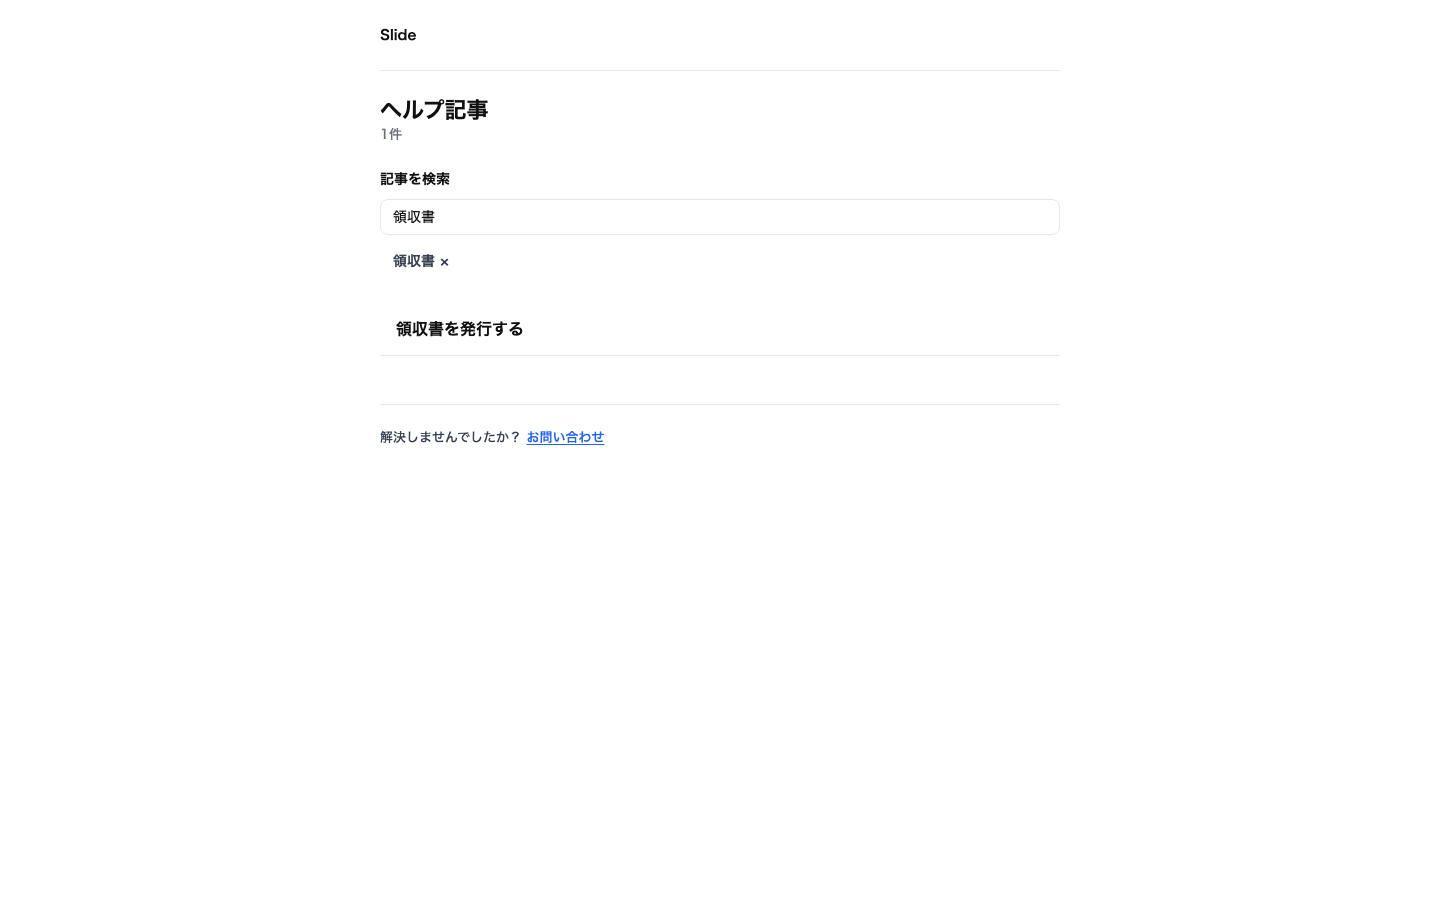 Slide
ヘルプ記事
1件
記事を検索
領収書
領収書 ×
領収書を発行する
解決しませんでしたか？ お問い合わせ